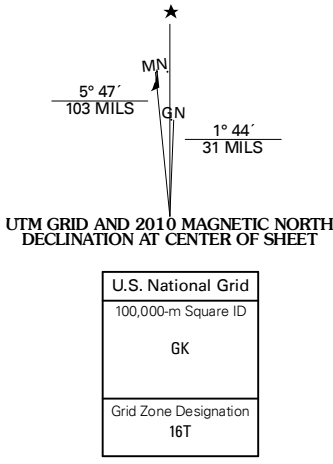 ★
MN
5° 47´
103 MILS
GN
1° 44´
31 MILS
UTM GRID AND 2010 MAGNETIC NORTH
DECLINATION AT CENTER OF SHEET
U.S. National Grid
100,000-m Square ID
GK
Grid Zone Designation
16T